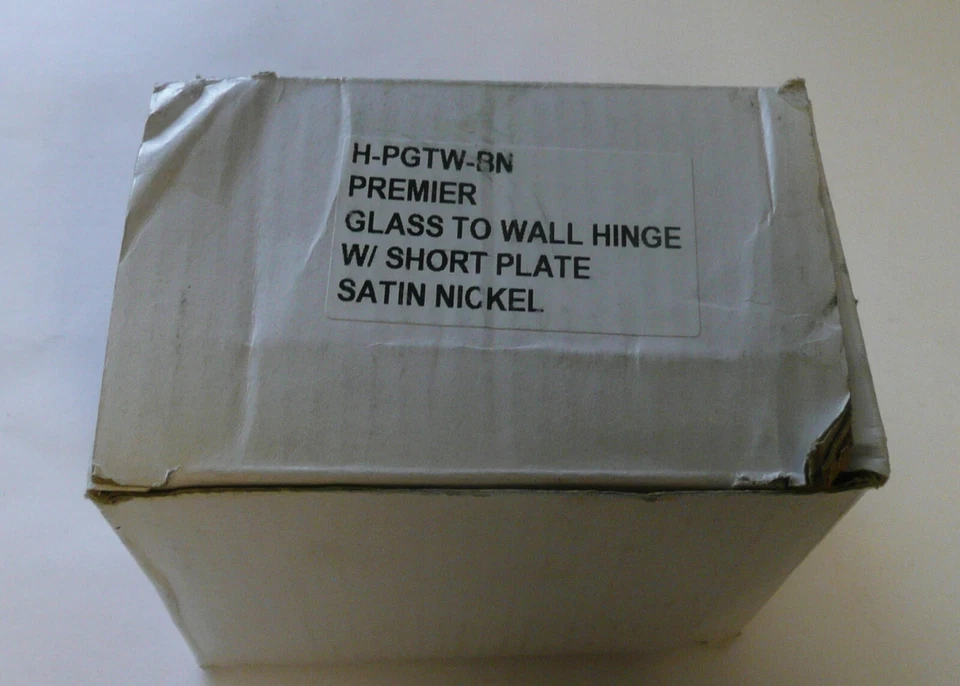 H-PGTW-BN
PREMIER
GLASS TO WALL HINGE
W/ SHORT PLATE
SATIN NICKEL